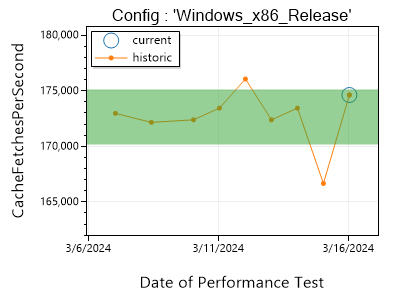 Config : 'Windows_x86_Release'
current
historic
180,000
175,000
170,000
165,000
CacheFetchesPerSecond
3/6/2024
3/11/2024
3/16/2024
Date of Performance Test